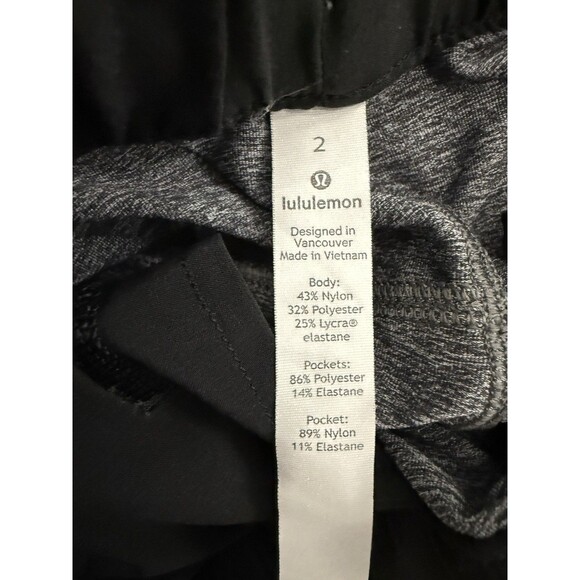 2
lululemon
Designed in
Vancouver
Made in Vietnam
Body:
43% Nylon
32% Polyester
25% Lycra®
elastane
Pockets:
86% Polyester
14% Elastane
Pocket:
89% Nylon
11% Elastane